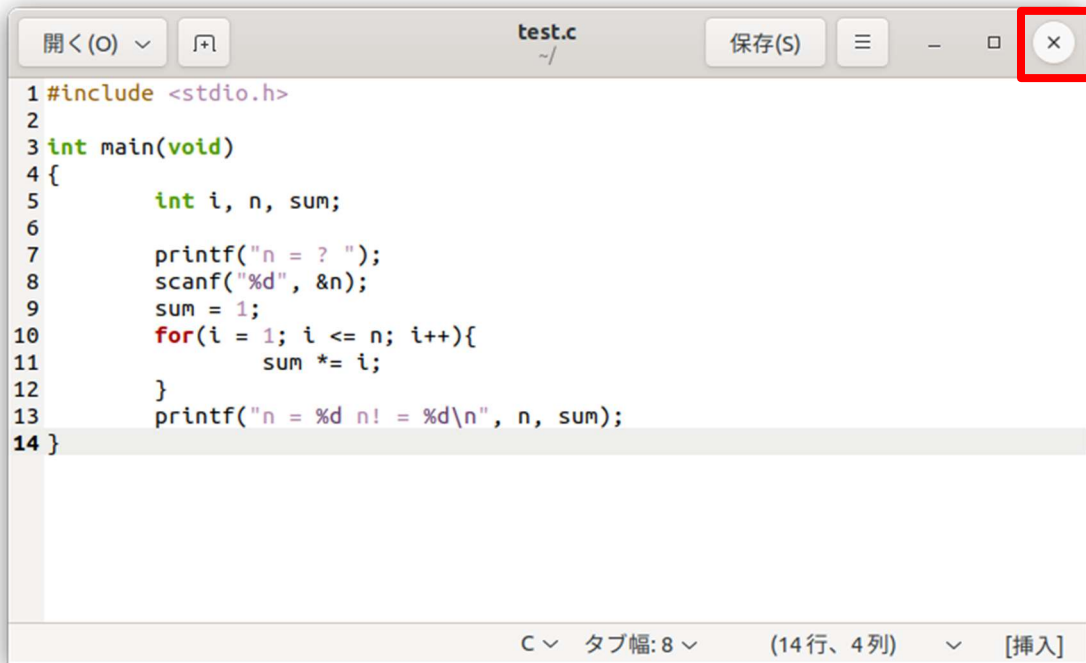 開く(O) test.c 保存(S)
~/
1 #include <stdio.h>
2
3 int main(void)
4 {
5         int i, n, sum;
6
7         printf("n = ? ");
8         scanf("%d", &n);
9         sum = 1;
10         for(i = 1; i <= n; i++){
11                 sum *= i;
12         }
13         printf("n = %d n! = %d\n", n, sum);
14 }
C タブ幅: 8 (14 行、4 列) [挿入]